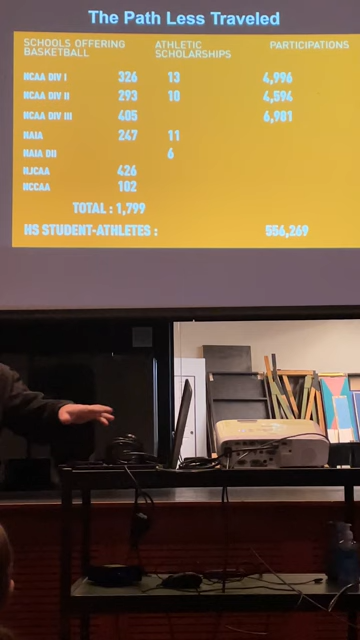 The Path Less Traveled
SCHOOLS OFFERING BASKETBALL ATHLETIC SCHOLARSHIPS PARTICIPATIONS
NCAA DIV I 326 13 4,996
NCAA DIV II 293 10 4,594
NCAA DIV III 405 6,981
NAIA 247 11
NAIA DII 6
NJCAA 426
NCCAA 102
TOTAL : 1,799
HS STUDENT-ATHLETES : 556,269